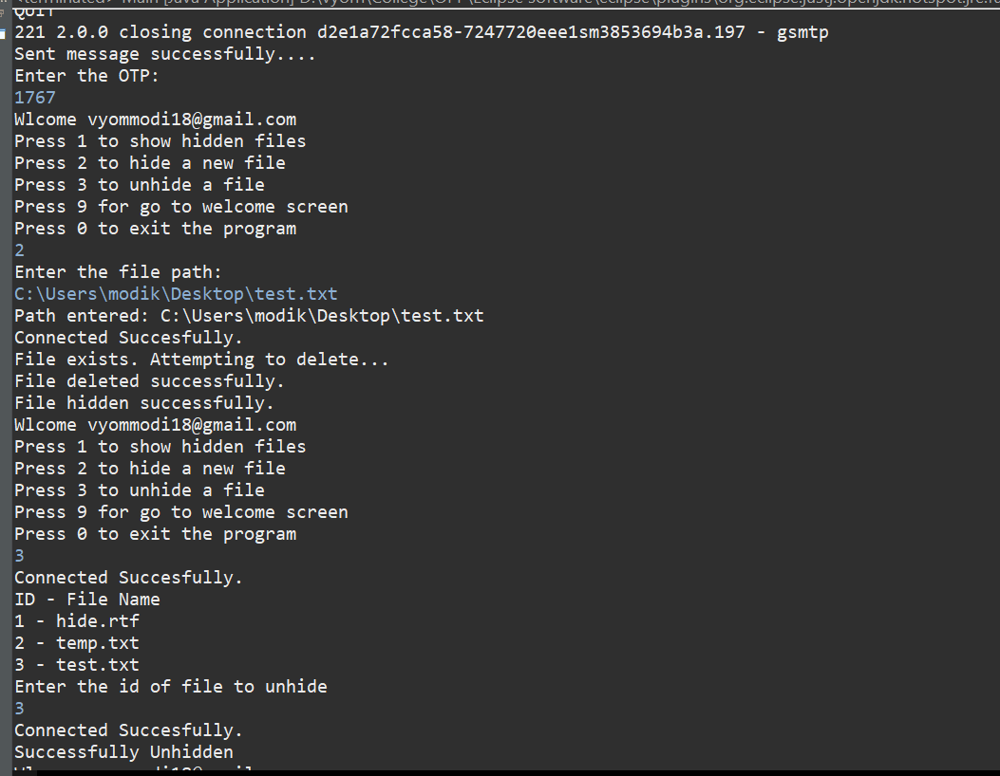 <terminated> Main [Java Application]
QUIT
221 2.0.0 closing connection d2e1a72fcca58-7247720eee1sm3853694b3a.197 - gsmtp
Sent message successfully....
Enter the OTP:
1767
Wlcome vyommodi18@gmail.com
Press 1 to show hidden files
Press 2 to hide a new file
Press 3 to unhide a file
Press 9 for go to welcome screen
Press 0 to exit the program
2
Enter the file path:
C:\Users\modik\Desktop\test.txt
Path entered: C:\Users\modik\Desktop\test.txt
Connected Succesfully.
File exists. Attempting to delete...
File deleted successfully.
File hidden successfully.
Wlcome vyommodi18@gmail.com
Press 1 to show hidden files
Press 2 to hide a new file
Press 3 to unhide a file
Press 9 for go to welcome screen
Press 0 to exit the program
3
Connected Succesfully.
ID - File Name
1 - hide.rtf
2 - temp.txt
3 - test.txt
Enter the id of file to unhide
3
Connected Succesfully.
Successfully Unhidden